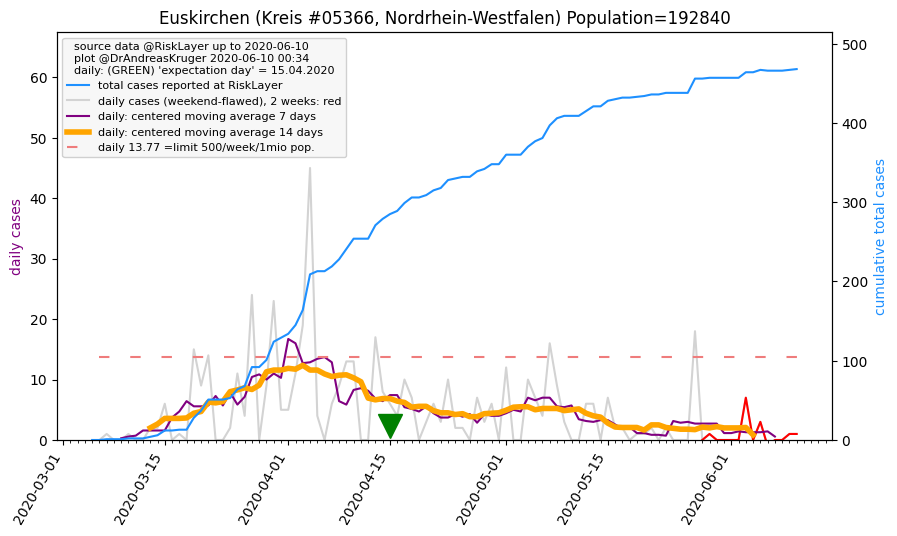 Euskirchen (Kreis #05366, Nordrhein-Westfalen) Population=192840
source data @RiskLayer up to 2020-06-10
plot @DrAndreasKruger 2020-06-10 00:34
daily: (GREEN) 'expectation day' = 15.04.2020
total cases reported at RiskLayer
daily cases (weekend-flawed), 2 weeks: red
daily: centered moving average 7 days
daily: centered moving average 14 days
daily 13.77 =limit 500/week/1mio pop.
daily cases
60
50
40
30
20
10
0
cumulative total cases
500
400
300
200
100
0
2020-03-01
2020-03-15
2020-04-01
2020-04-15
2020-05-01
2020-05-15
2020-06-01